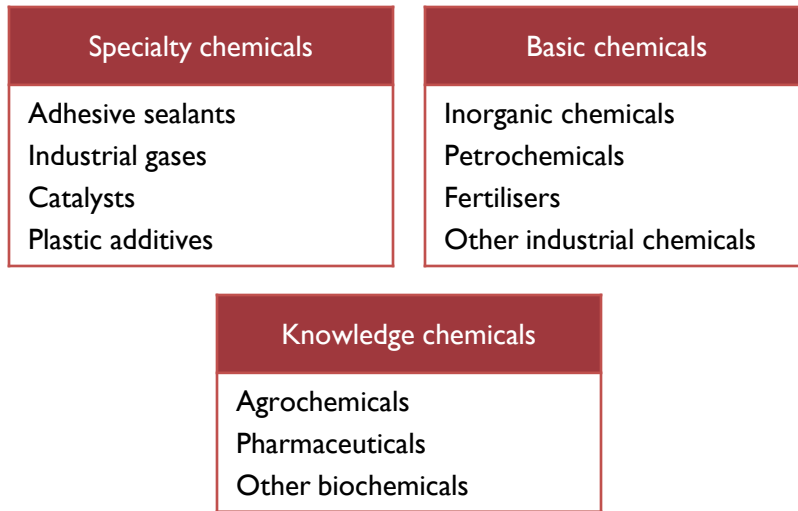 Specialty chemicals
Adhesive sealants
Industrial gases
Catalysts
Plastic additives
Basic chemicals
Inorganic chemicals
Petrochemicals
Fertilisers
Other industrial chemicals
Knowledge chemicals
Agrochemicals
Pharmaceuticals
Other biochemicals